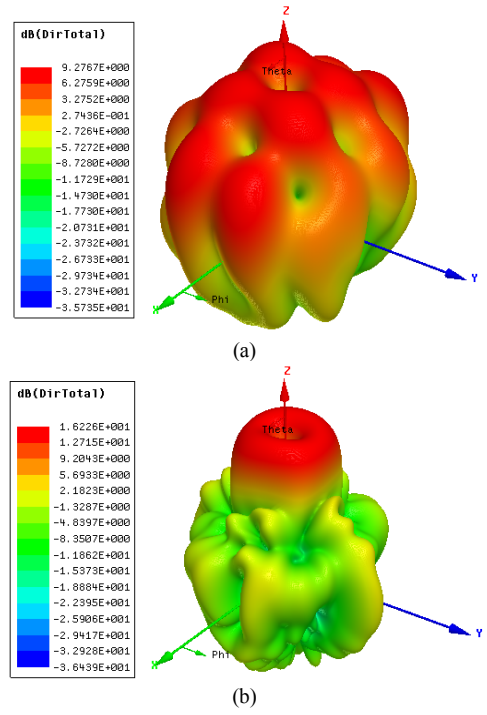 dB(DirTotal)
9.2767E+000
6.2759E+000
3.2752E+000
2.7436E-001
-2.7264E+000
-5.7272E+000
-8.7280E+000
-1.1729E+001
-1.4730E+001
-1.7730E+001
-2.0731E+001
-2.3732E+001
-2.6733E+001
-2.9734E+001
-3.2734E+001
-3.5735E+001
Z
Theta
Y
X
Phi
(a)
dB(DirTotal)
1.6226E+001
1.2715E+001
9.2043E+000
5.6933E+000
2.1823E+000
-1.3287E+000
-4.8397E+000
-8.3507E+000
-1.1862E+001
-1.5373E+001
-1.8884E+001
-2.2395E+001
-2.5906E+001
-2.9417E+001
-3.2928E+001
-3.6439E+001
Z
Theta
Y
X
Phi
(b)